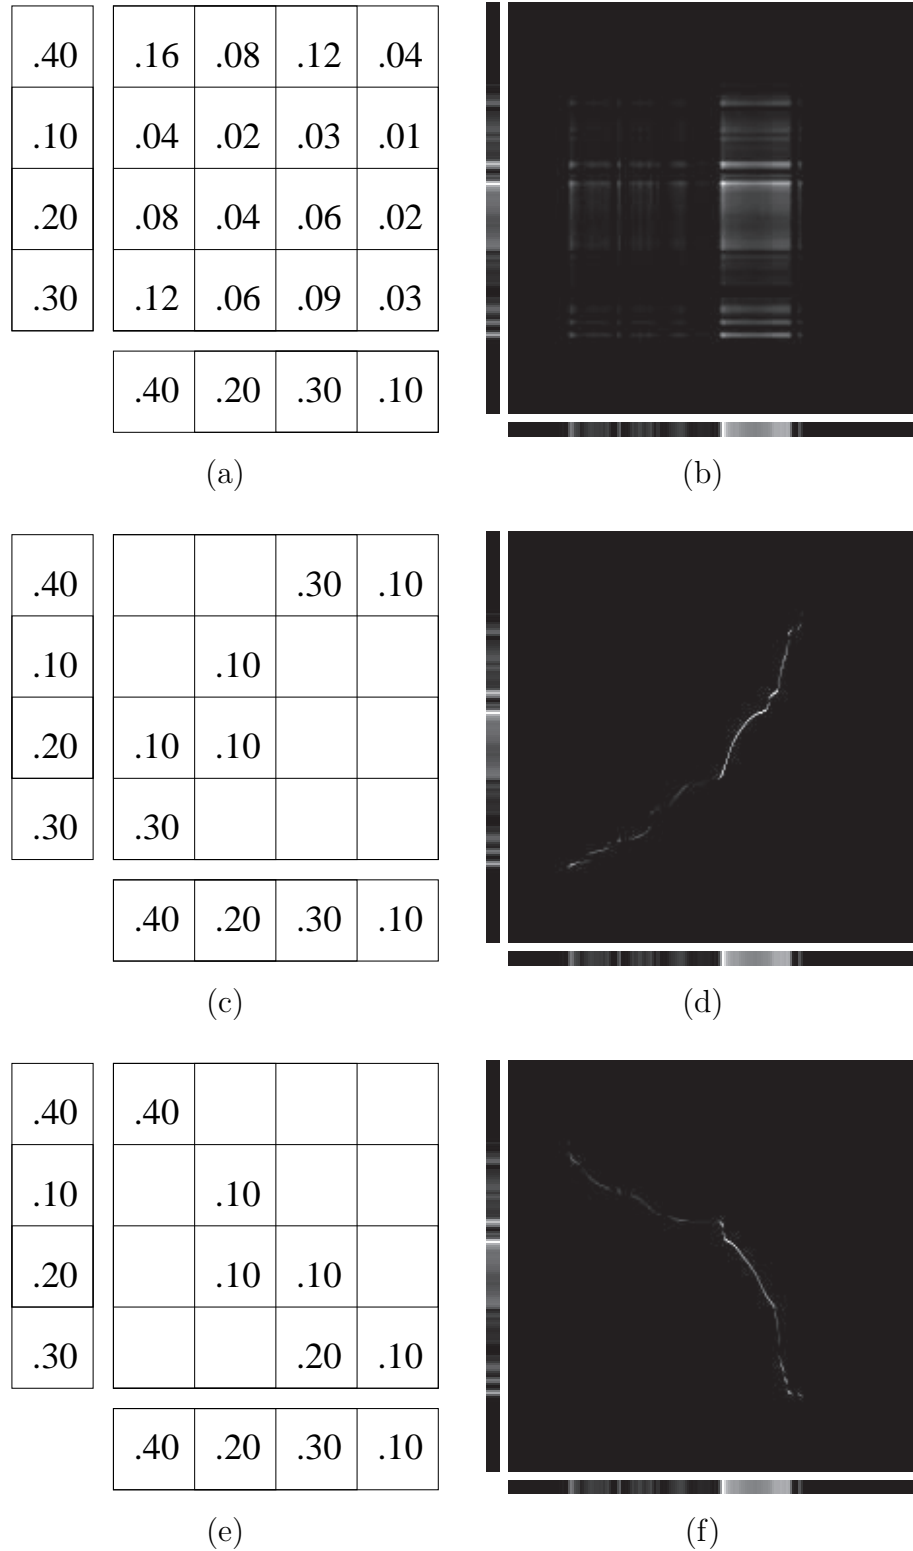 .40 .16 .08 .12 .04
.10 .04 .02 .03 .01
.20 .08 .04 .06 .02
.30 .12 .06 .09 .03
.40 .20 .30 .10
(a) (b)
.40 .30 .10
.10 .10
.20 .10 .10
.30 .30
.40 .20 .30 .10
(c) (d)
.40 .40
.10 .10
.20 .10 .10
.30 .20 .10
.40 .20 .30 .10
(e) (f)